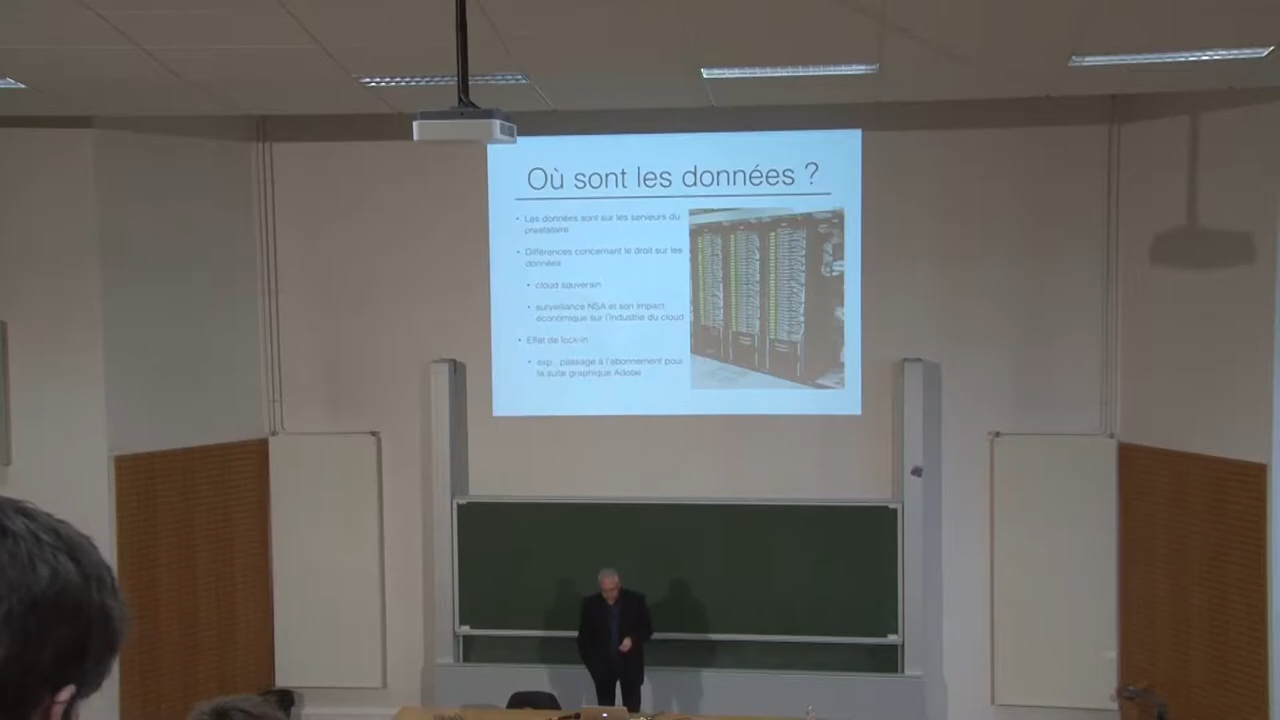 Où sont les données ?
• Les données sont sur les serveurs du
prestataire
• Différences concernant le droit sur les
données
• cloud souverain
• surveillance NSA et son impact
économique sur l'industrie du cloud
• Effet de lock-in
• exp : passage à l'abonnement pour
la suite graphique Adobe